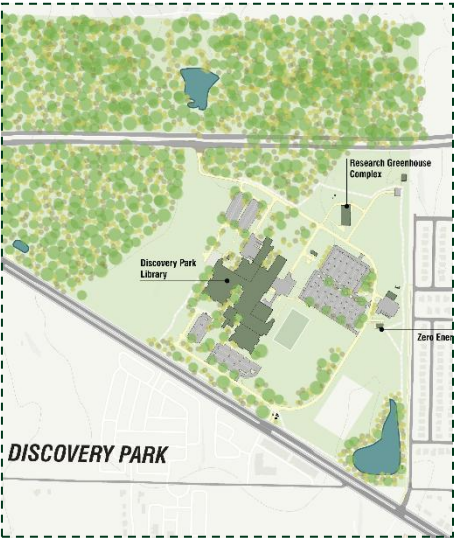 Research Greenhouse
Complex
Discovery Park
Library
Zero Ener
DISCOVERY PARK